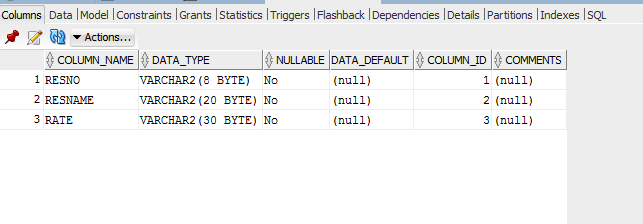 Columns Data Model Constraints Grants Statistics Triggers Flashback Dependencies Details Partitions Indexes SQL
Actions...
COLUMN_NAME DATA_TYPE NULLABLE DATA_DEFAULT COLUMN_ID COMMENTS
1 RESNO VARCHAR2(8 BYTE) No (null) 1 (null)
2 RESNAME VARCHAR2(20 BYTE) No (null) 2 (null)
3 RATE VARCHAR2(30 BYTE) No (null) 3 (null)